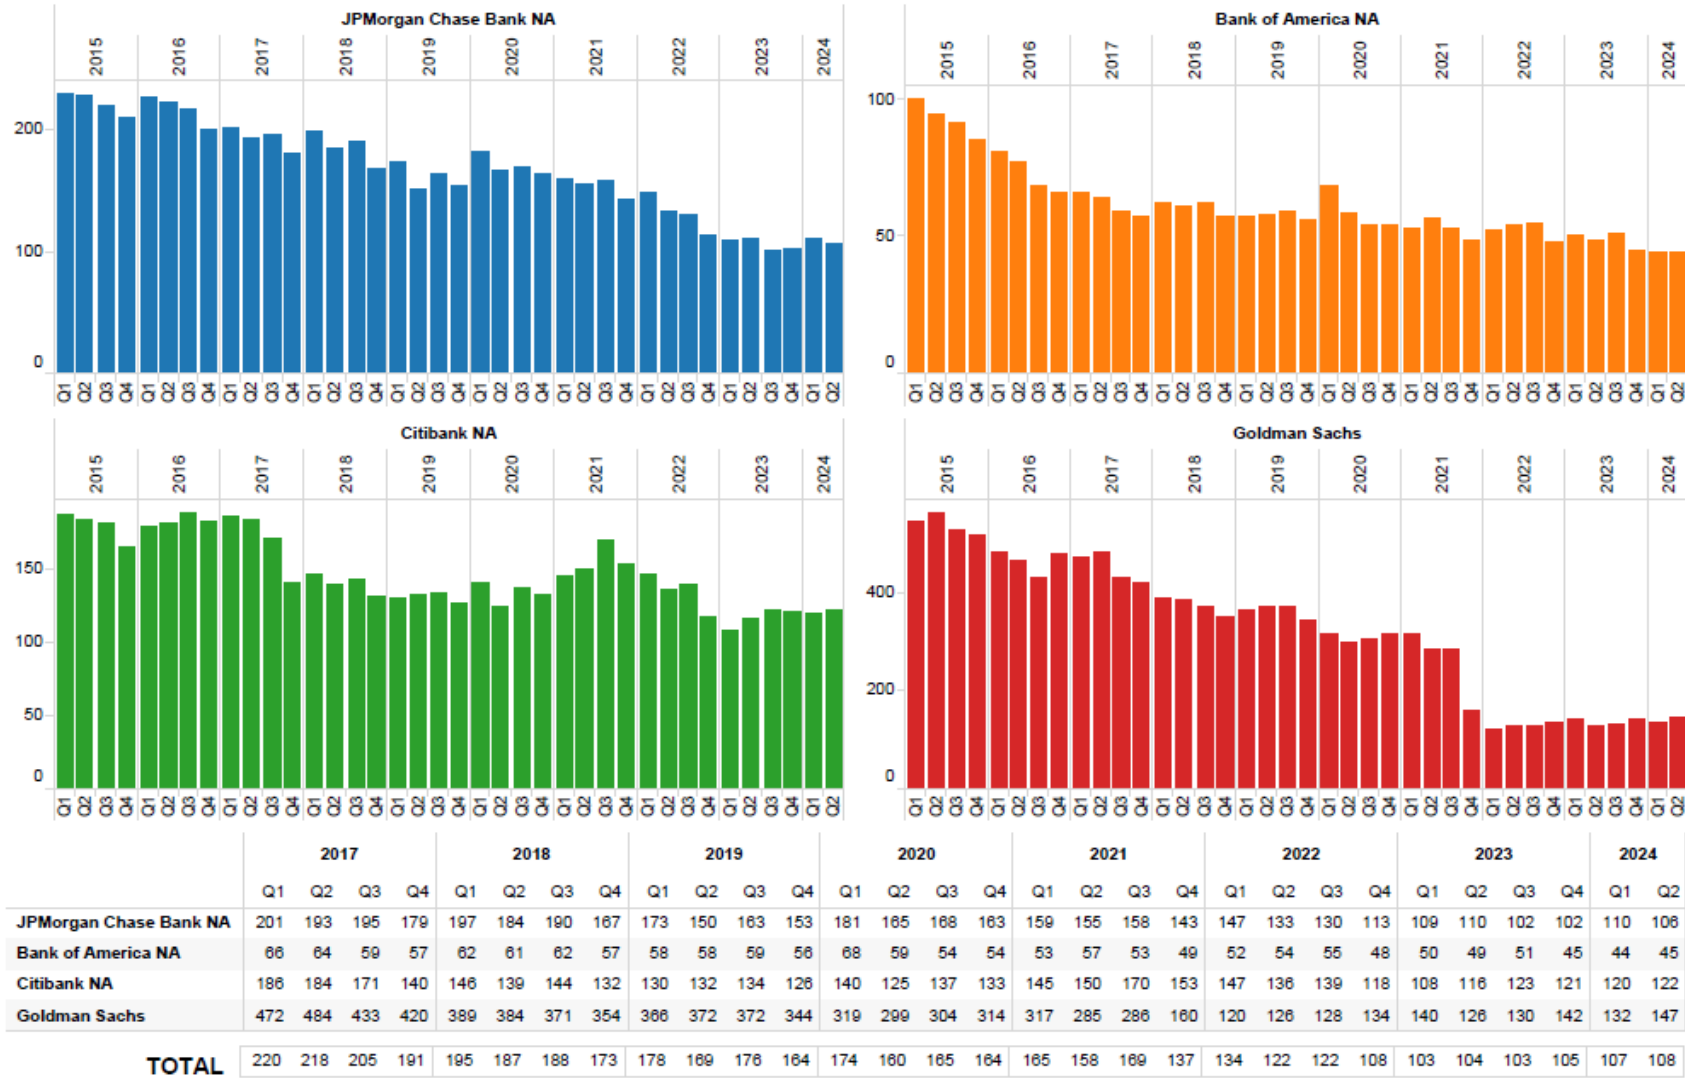 JPMorgan Chase Bank NA
2015 2016 2017 2018 2019 2020 2021 2022 2023 2024
200
100
0
Q1 Q2 Q3 Q4 Q1 Q2 Q3 Q4 Q1 Q2 Q3 Q4 Q1 Q2 Q3 Q4 Q1 Q2 Q3 Q4 Q1 Q2 Q3 Q4 Q1 Q2 Q3 Q4 Q1 Q2 Q3 Q4 Q1 Q2 Q3 Q4 Q1 Q2
Bank of America NA
2015 2016 2017 2018 2019 2020 2021 2022 2023 2024
100
50
0
Q1 Q2 Q3 Q4 Q1 Q2 Q3 Q4 Q1 Q2 Q3 Q4 Q1 Q2 Q3 Q4 Q1 Q2 Q3 Q4 Q1 Q2 Q3 Q4 Q1 Q2 Q3 Q4 Q1 Q2 Q3 Q4 Q1 Q2 Q3 Q4 Q1 Q2
Citibank NA
2015 2016 2017 2018 2019 2020 2021 2022 2023 2024
150
100
50
0
Q1 Q2 Q3 Q4 Q1 Q2 Q3 Q4 Q1 Q2 Q3 Q4 Q1 Q2 Q3 Q4 Q1 Q2 Q3 Q4 Q1 Q2 Q3 Q4 Q1 Q2 Q3 Q4 Q1 Q2 Q3 Q4 Q1 Q2 Q3 Q4 Q1 Q2
Goldman Sachs
2015 2016 2017 2018 2019 2020 2021 2022 2023 2024
400
200
0
Q1 Q2 Q3 Q4 Q1 Q2 Q3 Q4 Q1 Q2 Q3 Q4 Q1 Q2 Q3 Q4 Q1 Q2 Q3 Q4 Q1 Q2 Q3 Q4 Q1 Q2 Q3 Q4 Q1 Q2 Q3 Q4 Q1 Q2 Q3 Q4 Q1 Q2
2017 2018 2019 2020 2021 2022 2023 2024
Q1 Q2 Q3 Q4 Q1 Q2 Q3 Q4 Q1 Q2 Q3 Q4 Q1 Q2 Q3 Q4 Q1 Q2 Q3 Q4 Q1 Q2 Q3 Q4 Q1 Q2 Q3 Q4 Q1 Q2
JPMorgan Chase Bank NA 201 193 195 179 197 184 190 167 173 150 163 153 181 165 168 163 159 155 158 143 147 133 130 113 109 110 102 102 110 106
Bank of America NA 66 64 59 57 62 61 62 57 58 58 59 56 68 59 54 54 53 57 53 49 52 54 55 48 50 49 51 45 44 45
Citibank NA 186 184 171 140 146 139 144 132 130 132 134 126 140 125 137 133 145 150 170 153 147 136 139 118 108 116 123 121 120 122
Goldman Sachs 472 484 433 420 389 384 371 354 366 372 372 344 319 299 304 314 317 285 286 160 120 126 128 134 140 126 130 142 132 147
TOTAL 220 218 205 191 195 187 188 173 178 169 176 164 174 160 165 164 165 158 169 137 134 122 122 108 103 104 103 105 107 108